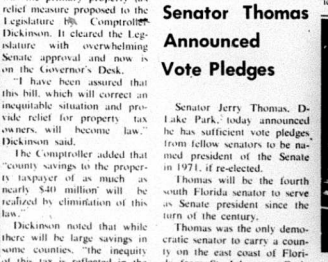 relief measure proposed to the
Legislature by Comptroller
Dickinson. It cleared the Leg-
islature with overwhelming
Senate approval and now is
on the Governor's Desk.
"I have been assured that
this bill, which will correct an
inequitable situation and pro-
vide relief for property tax
owners, will become law."
Dickinson said.
The Comptroller added that
"county savings to the proper-
ty taxpayer of as much as
nearly $40 million will be
realized by elimination of this
law."
Dickinson noted that while
there will be large savings in
some counties, "the inequity
of this tax is reflected in the
Senator Thomas
Announced
Vote Pledges
Senator Jerry Thomas, D-
Lake Park, today announced
he has sufficient vote pledges
from fellow senators to be na-
med president of the Senate
in 1971, if re-elected.
Thomas will be the fourth
south Florida senator to serve
as Senate president since the
turn of the century.
Thomas was the only demo-
cratic senator to carry a coun-
ty on the east coast of Flori-